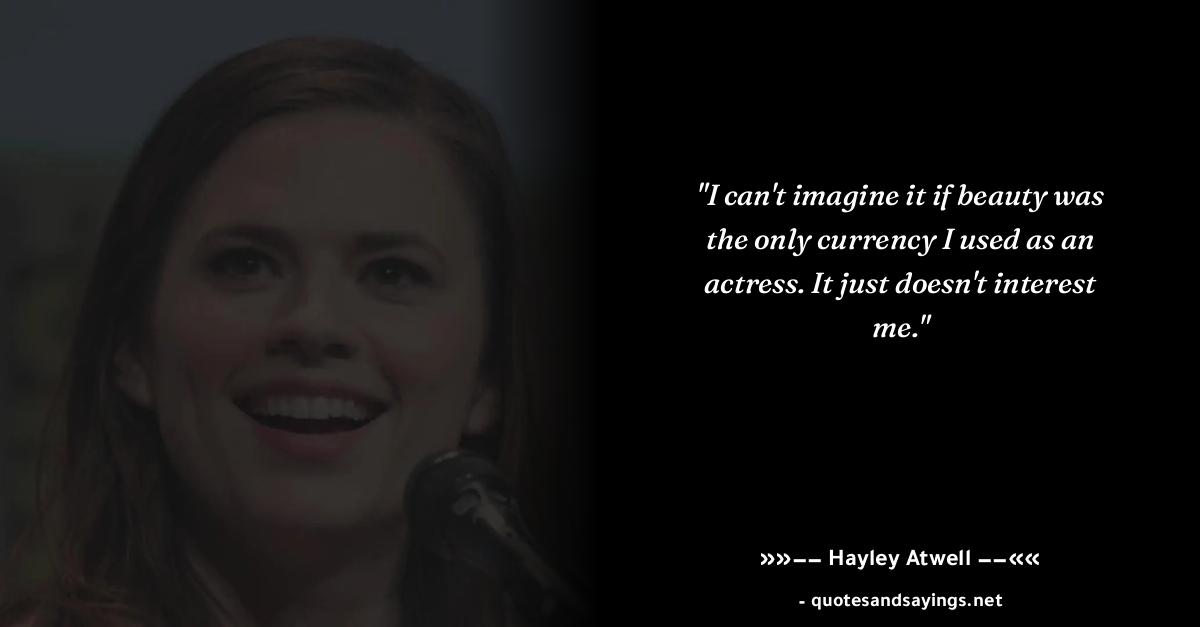 "I can't imagine it if beauty was
the only currency I used as an
actress. It just doesn't interest
me."
»»−− Hayley Atwell −−««
- quotesandsayings.net